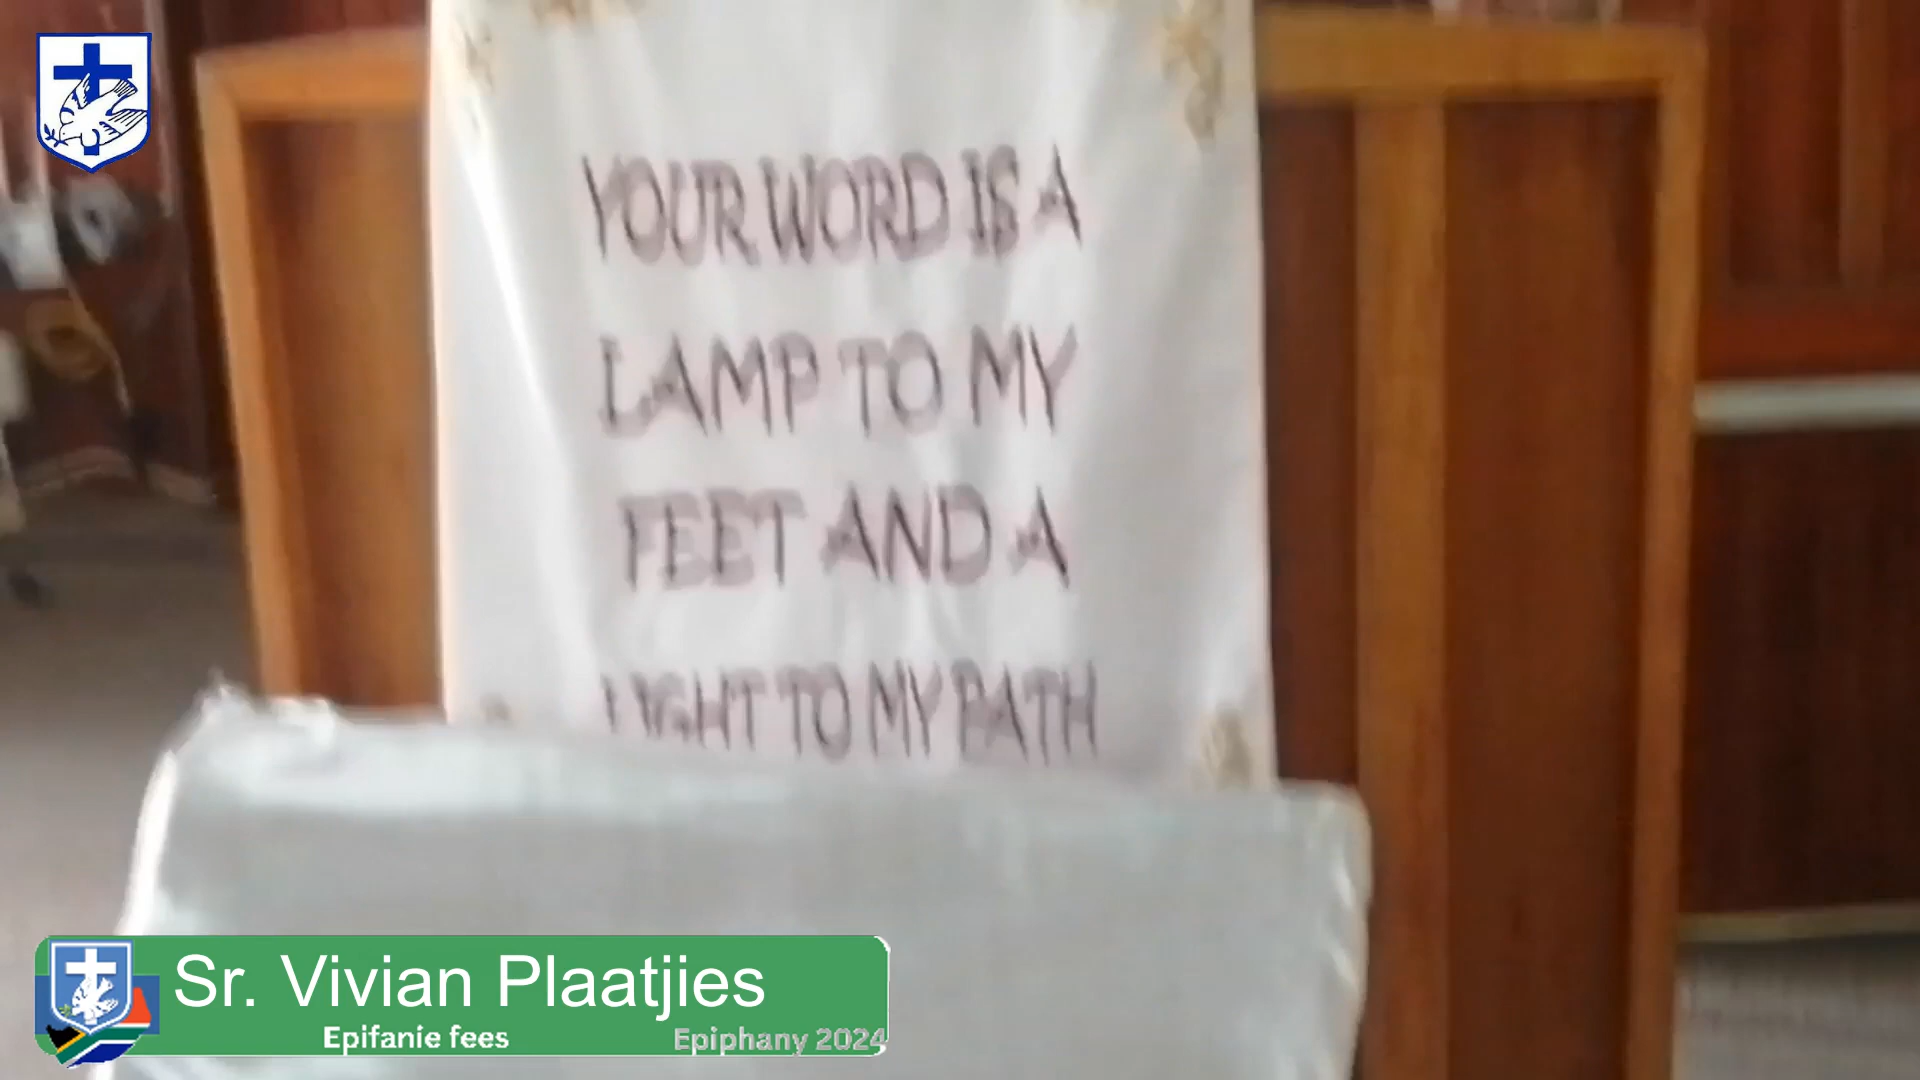 YOUR WORD IS A
LAMP TO MY
FEET AND A
LIGHT TO MY PATH
Sr. Vivian Plaatjies
Epifanie fees
Epiphany 2024